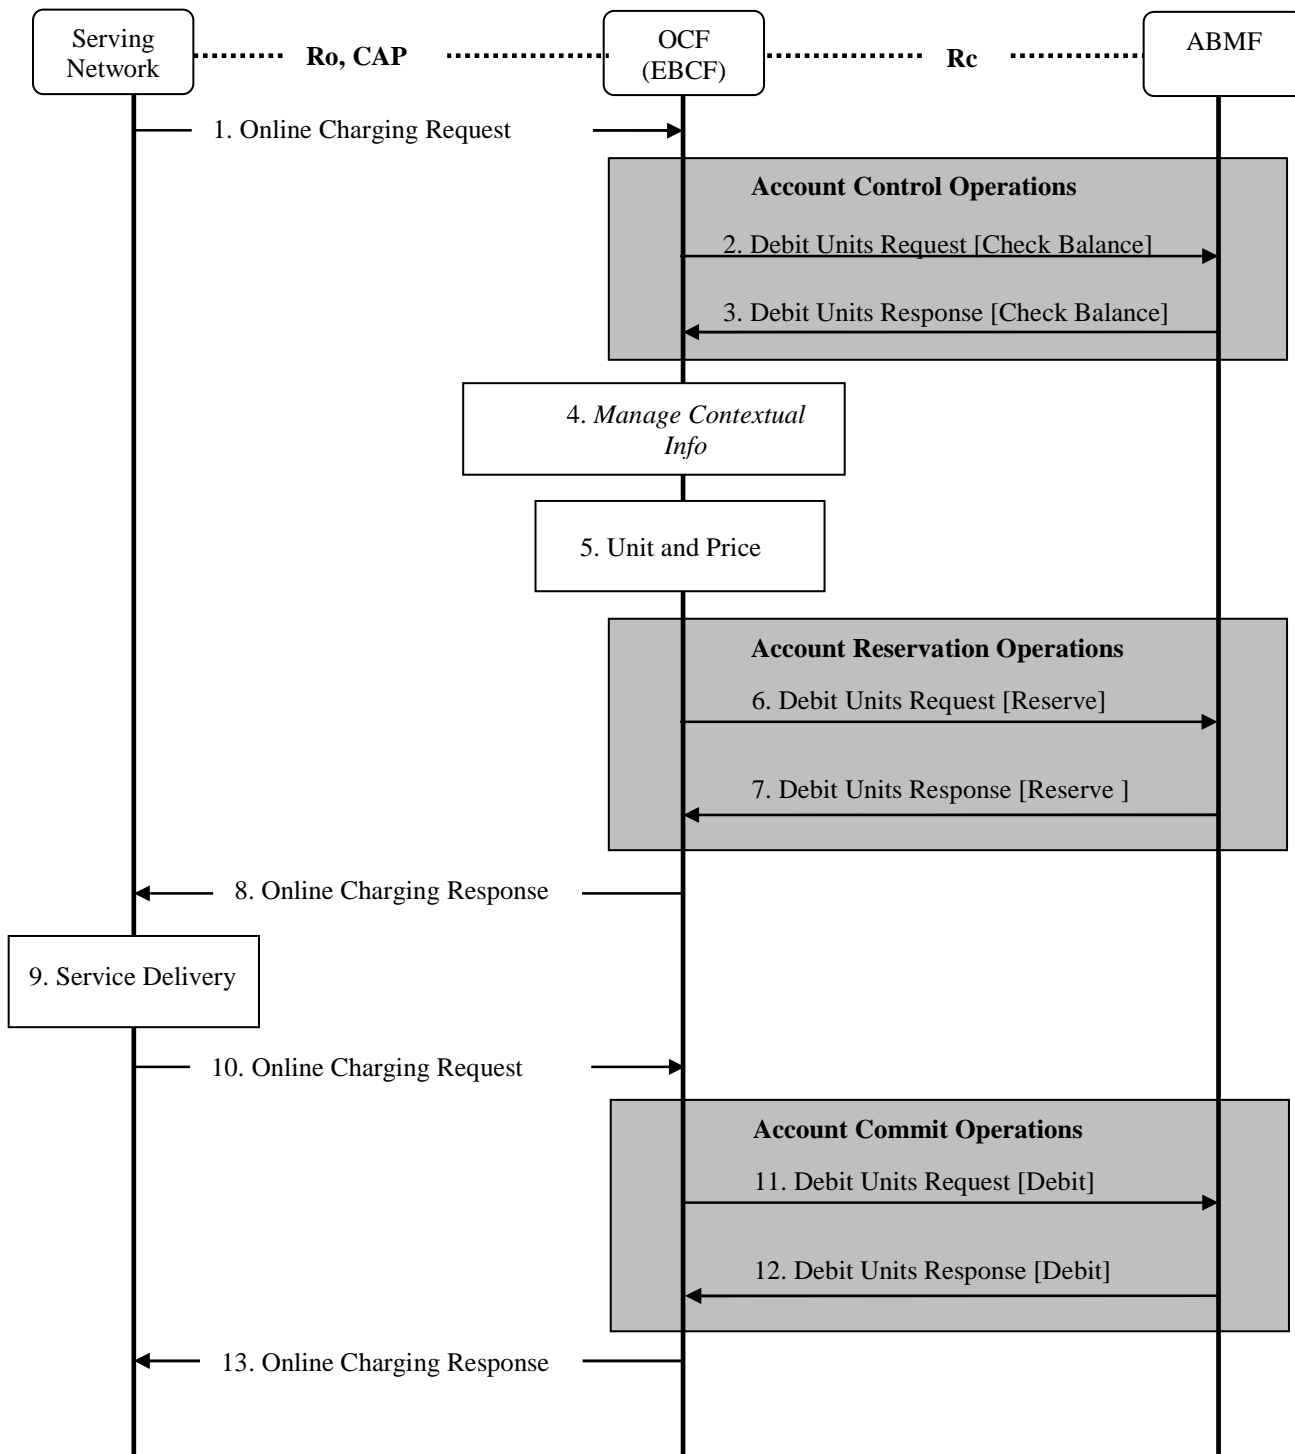 Serving
Network
Ro, CAP
OCF
(EBCF)
Rc
ABMF
1. Online Charging Request
Account Control Operations
2. Debit Units Request [Check Balance]
3. Debit Units Response [Check Balance]
4. Manage Contextual
Info
5. Unit and Price
Account Reservation Operations
6. Debit Units Request [Reserve]
7. Debit Units Response [Reserve ]
8. Online Charging Response
9. Service Delivery
10. Online Charging Request
Account Commit Operations
11. Debit Units Request [Debit]
12. Debit Units Response [Debit]
13. Online Charging Response